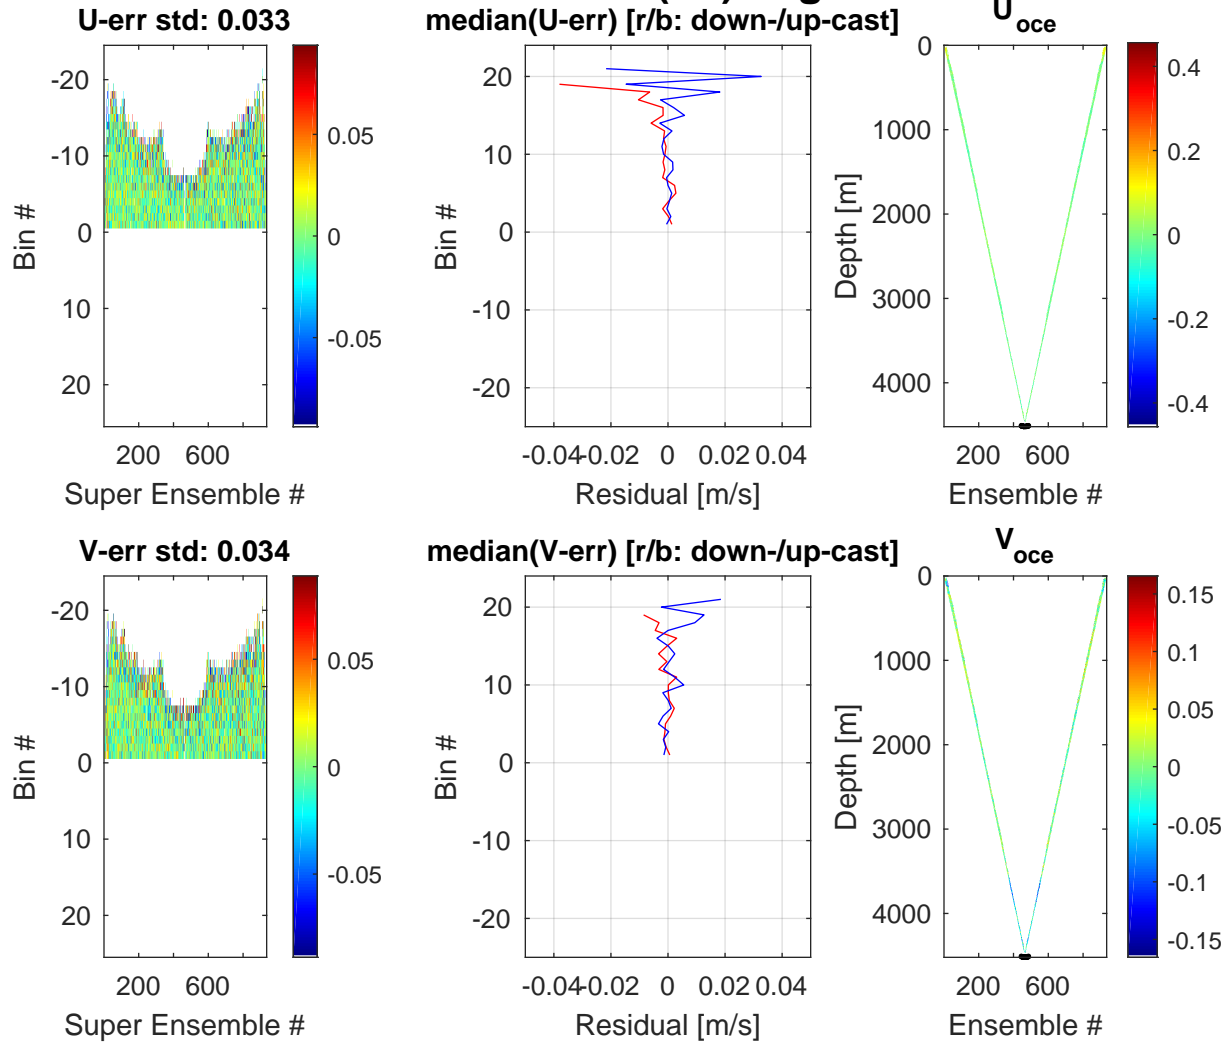 U-err std: 0.033
median(U-err) [r/b: down-/up-cast]
U oce
-20
-10
0
10
20
Bin #
200 600
Super Ensemble #
0.05
0
-0.05
20
10
0
-10
-20
Bin #
-0.04 -0.02 0 0.02 0.04
Residual [m/s]
0
1000
2000
3000
4000
Depth [m]
200 600
Ensemble #
0.4
0.2
0
-0.2
-0.4
V-err std: 0.034
median(V-err) [r/b: down-/up-cast]
V oce
-20
-10
0
10
20
Bin #
200 600
Super Ensemble #
0.05
0
-0.05
20
10
0
-10
-20
Bin #
-0.04 -0.02 0 0.02 0.04
Residual [m/s]
0
1000
2000
3000
4000
Depth [m]
200 600
Ensemble #
0.15
0.1
0.05
0
-0.05
-0.1
-0.15